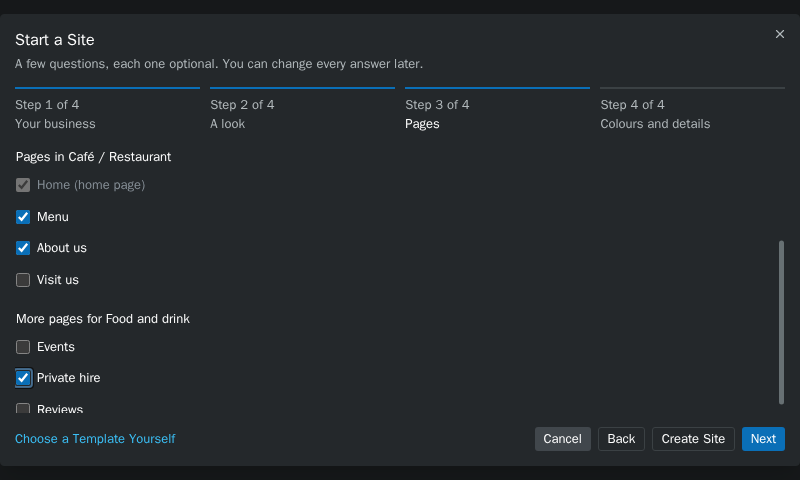 Start a Site
A few questions, each one optional. You can change every answer later.
Step 1 of 4
Your business
Step 2 of 4
A look
Step 3 of 4
Pages
Step 4 of 4
Colours and details
Pages in Café / Restaurant
Home (home page)
Menu
About us
Visit us
More pages for Food and drink
Events
Private hire
Reviews
Choose a Template Yourself
Cancel
Back
Create Site
Next